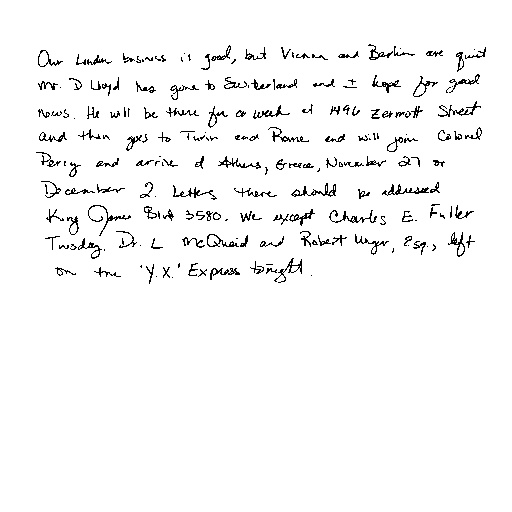 Our London business is good, but Vienna and Berlin are quiet
Mr. D Lloyd has gone to Switzerland and I hope for good
news. He will be there for a week at 1496 Zermott Street
and then goes to Turin and Rome and will join Colonel
Perry and arrive at Athens, Greece, November 27 or
December 2. Letters there should be addressed
King James Blvd 3580. We except Charles E. Fuller
Tuesday. Dr. L McQuaid and Robert Unger, Esq., left
on the 'Y.X.' Express tonight.